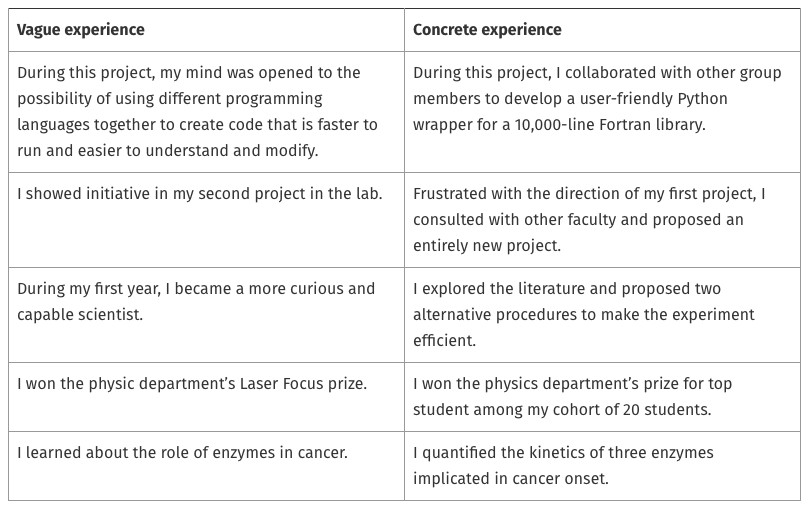 Vague experience
Concrete experience
During this project, my mind was opened to the
possibility of using different programming
languages together to create code that is faster to
run and easier to understand and modify.
During this project, I collaborated with other group
members to develop a user-friendly Python
wrapper for a 10,000-line Fortran library.
I showed initiative in my second project in the lab.
Frustrated with the direction of my first project, I
consulted with other faculty and proposed an
entirely new project.
During my first year, I became a more curious and
capable scientist.
I explored the literature and proposed two
alternative procedures to make the experiment
efficient.
I won the physic department’s Laser Focus prize.
I won the physics department’s prize for top
student among my cohort of 20 students.
I learned about the role of enzymes in cancer.
I quantified the kinetics of three enzymes
implicated in cancer onset.